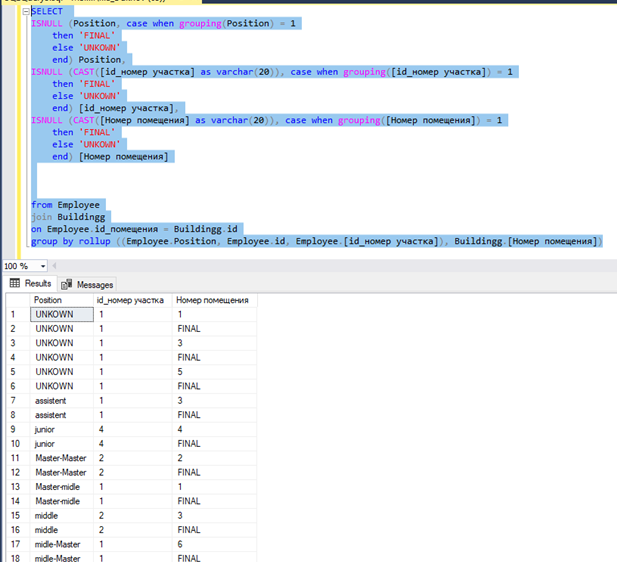 SELECT
ISNULL (Position, case when grouping(Position) = 1
then 'FINAL'
else 'UNKOWN'
end) Position,
ISNULL (CAST([id_номер участка] as varchar(20)), case when grouping([id_номер участка]) = 1
then 'FINAL'
else 'UNKOWN'
end) [id_номер участка],
ISNULL (CAST([Номер помещения] as varchar(20)), case when grouping([Номер помещения]) = 1
then 'FINAL'
else 'UNKOWN'
end) [Номер помещения]
from Employee
join Buildingg
on Employee.id_помещения = Buildingg.id
group by rollup ((Employee.Position, Employee.id, Employee.[id_номер участка]), Buildingg.[Номер помещения])
100 %
Results Messages
Position id_номер участка Номер помещения
1 UNKOWN 1 1
2 UNKOWN 1 FINAL
3 UNKOWN 1 3
4 UNKOWN 1 FINAL
5 UNKOWN 1 5
6 UNKOWN 1 FINAL
7 assistent 1 3
8 assistent 1 FINAL
9 junior 4 4
10 junior 4 FINAL
11 Master-Master 2 2
12 Master-Master 2 FINAL
13 Master-midle 1 1
14 Master-midle 1 FINAL
15 middle 2 3
16 middle 2 FINAL
17 midle-Master 1 6
18 midle-Master 1 FINAL